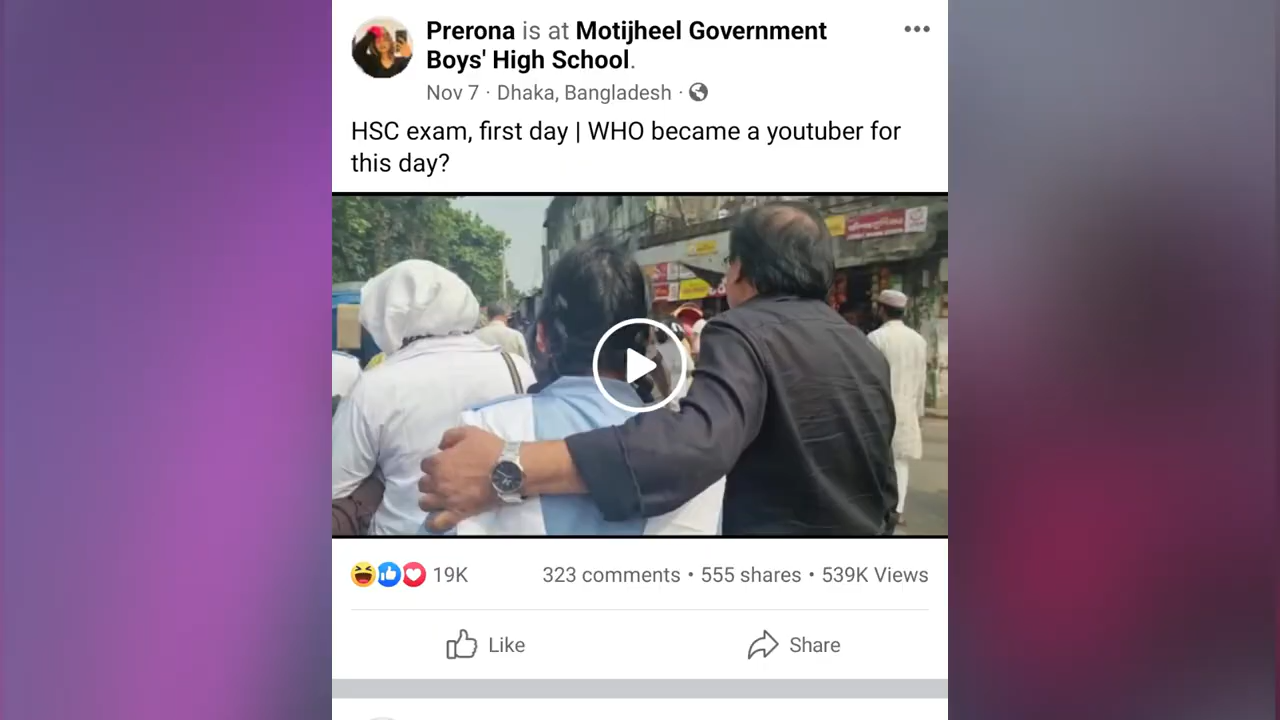 Prerona is at Motijheel Government
Boys' High School.
Nov 7 · Dhaka, Bangladesh ·
HSC exam, first day | WHO became a youtuber for
this day?
19K
323 comments • 555 shares • 539K Views
Like
Share